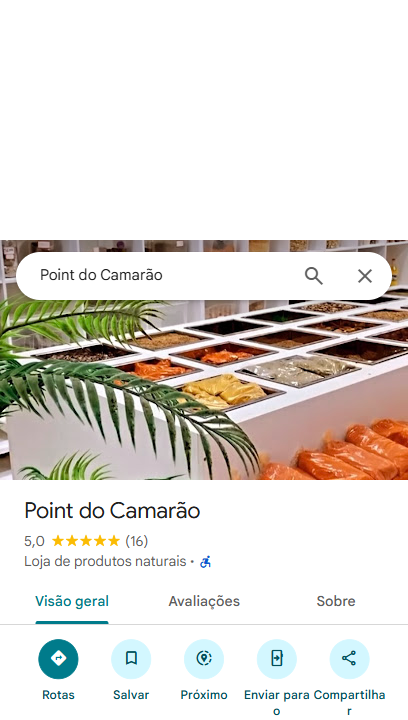 Point do Camarão
Point do Camarão
5,0 (16)
Loja de produtos naturais ·
Visão geral
Avaliações
Sobre
Rotas
Salvar
Próximo
Enviar para
o
Compartilha
r